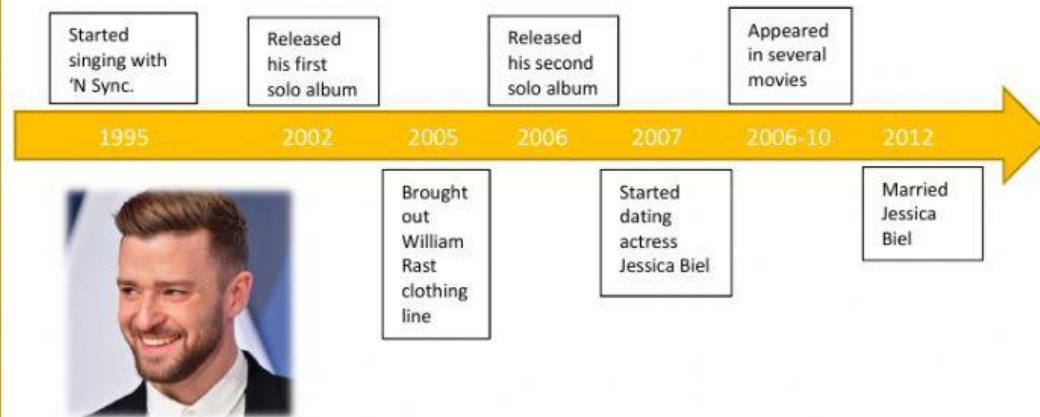 Started
singing with
‘N Sync.
Released
his first
solo album
Released
his second
solo album
Appeared
in several
movies
1995 2002 2005 2006 2007 2006-10 2012
Brought
out
William
Rast
clothing
line
Started
dating
actress
Jessica Biel
Married
Jessica
Biel